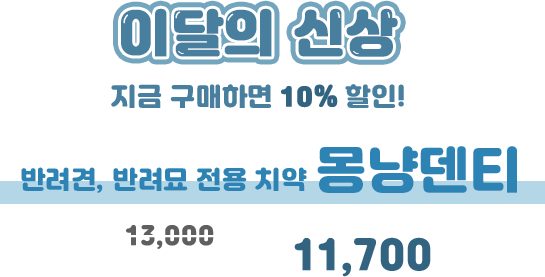 이달의 신상
지금 구매하면 10% 할인!
반려견, 반려묘 전용 치약 몽냥덴티
13,000
11,700